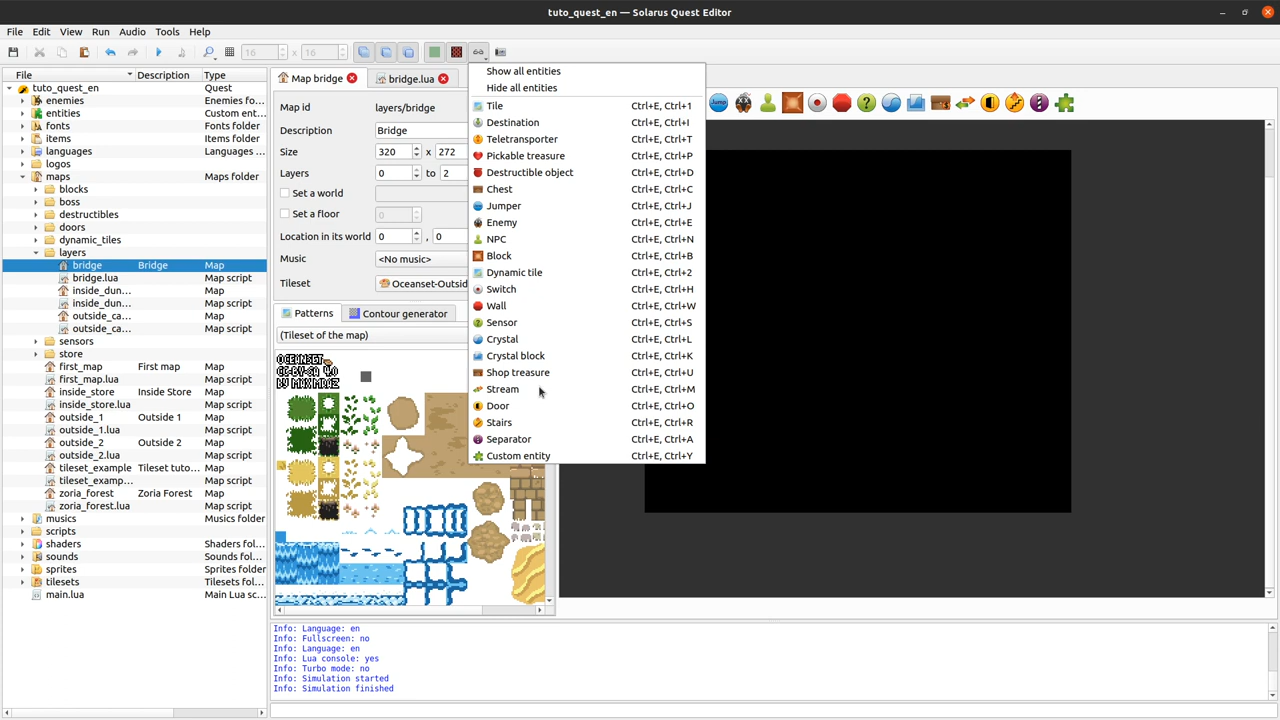 tuto_quest_en — Solarus Quest Editor
File Edit View Run Audio Tools Help
16 x 16
File Description Type
tuto_quest_en Quest
enemies Enemies fo...
entities Custom ent...
fonts Fonts folder
items Items folder
languages Languages ...
logos
maps Maps folder
blocks
boss
destructibles
doors
dynamic_tiles
layers
bridge Bridge Map
bridge.lua Map script
inside_dun... Map
inside_dun... Map script
outside_ca... Map
outside_ca... Map script
sensors
store
first_map First map Map
first_map.lua Map script
inside_store Inside Store Map
inside_store.lua Map script
outside_1 Outside 1 Map
outside_1.lua Map script
outside_2 Outside 2 Map
outside_2.lua Map script
tileset_example Tileset tuto... Map
tileset_examp... Map script
zoria_forest Zoria Forest Map
zoria_forest.lua Map script
musics Musics folder
scripts
shaders Shaders fol...
sounds Sounds fol...
sprites Sprites folder
tilesets Tilesets fol...
main.lua Main Lua sc...
Map bridge bridge.lua
Map id layers/bridge
Description Bridge
Size 320 x 272
Layers 0 to 2
Set a world
Set a floor 0
Location in its world 0 , 0
Music <No music>
Tileset Oceanset-Outsid
Patterns Contour generator
(Tileset of the map)
OCEANSET
CC-BY-SA 4.0
BY MAX MRAZ
Show all entities
Hide all entities
Tile Ctrl+E, Ctrl+1
Destination Ctrl+E, Ctrl+I
Teletransporter Ctrl+E, Ctrl+T
Pickable treasure Ctrl+E, Ctrl+P
Destructible object Ctrl+E, Ctrl+D
Chest Ctrl+E, Ctrl+C
Jumper Ctrl+E, Ctrl+J
Enemy Ctrl+E, Ctrl+E
NPC Ctrl+E, Ctrl+N
Block Ctrl+E, Ctrl+B
Dynamic tile Ctrl+E, Ctrl+2
Switch Ctrl+E, Ctrl+H
Wall Ctrl+E, Ctrl+W
Sensor Ctrl+E, Ctrl+S
Crystal Ctrl+E, Ctrl+L
Crystal block Ctrl+E, Ctrl+K
Shop treasure Ctrl+E, Ctrl+U
Stream Ctrl+E, Ctrl+M
Door Ctrl+E, Ctrl+O
Stairs Ctrl+E, Ctrl+R
Separator Ctrl+E, Ctrl+A
Custom entity Ctrl+E, Ctrl+Y
Jump
Info: Language: en
Info: Fullscreen: no
Info: Language: en
Info: Lua console: yes
Info: Turbo mode: no
Info: Simulation started
Info: Simulation finished